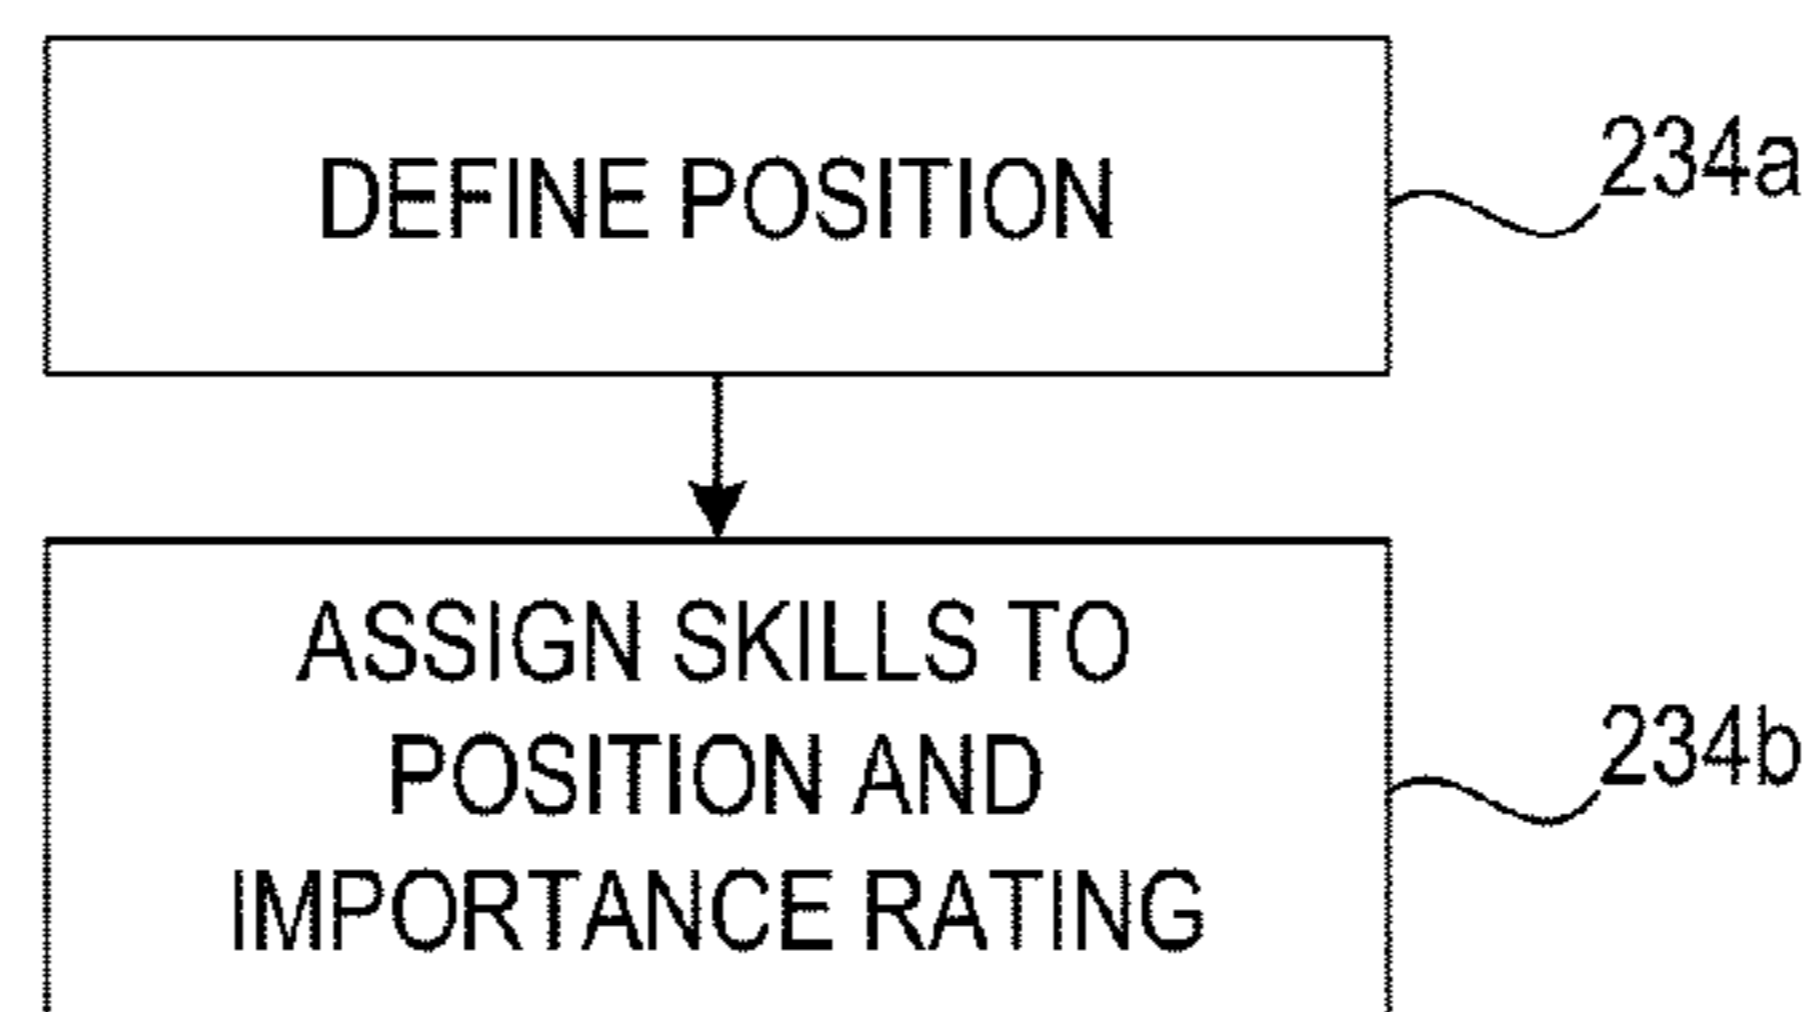 DEFINE POSITION
234a
ASSIGN SKILLS TO
POSITION AND
IMPORTANCE RATING
234b